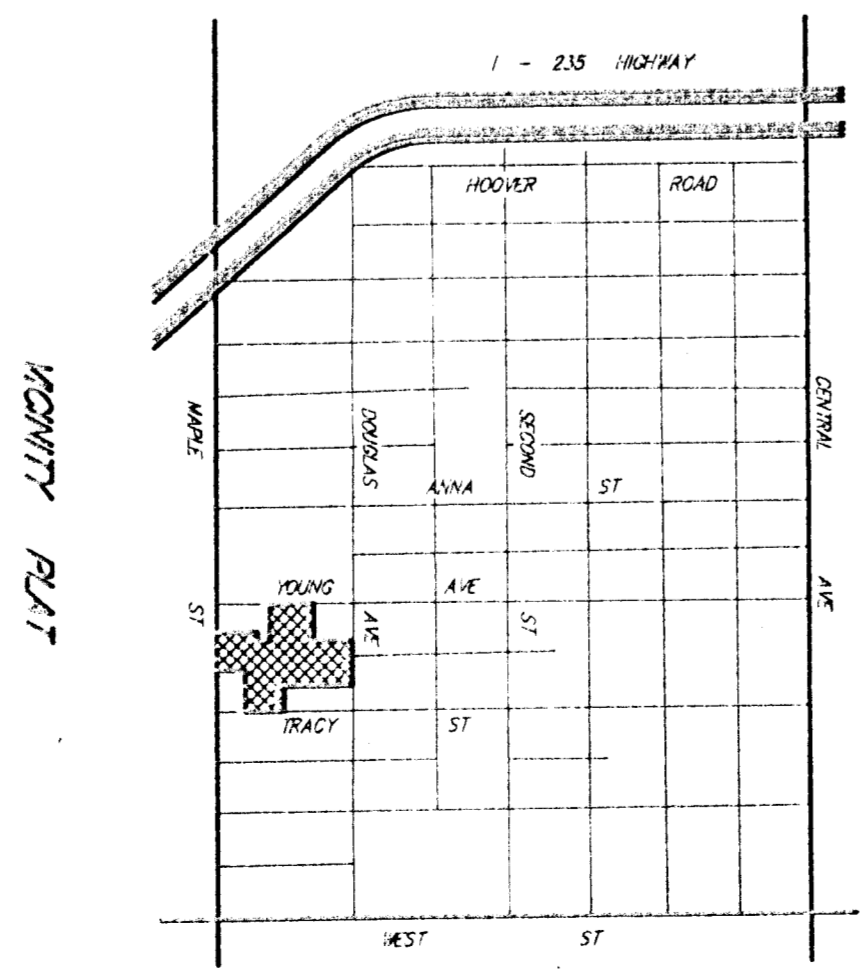 I - 235 HIGHWAY
HOOVER ROAD
MAPLE ST
DOUGLAS AVE
SECOND ST
CENTRAL AVE
ANNA ST
YOUNG AVE
TRACY ST
WEST ST
VICINITY PLAT